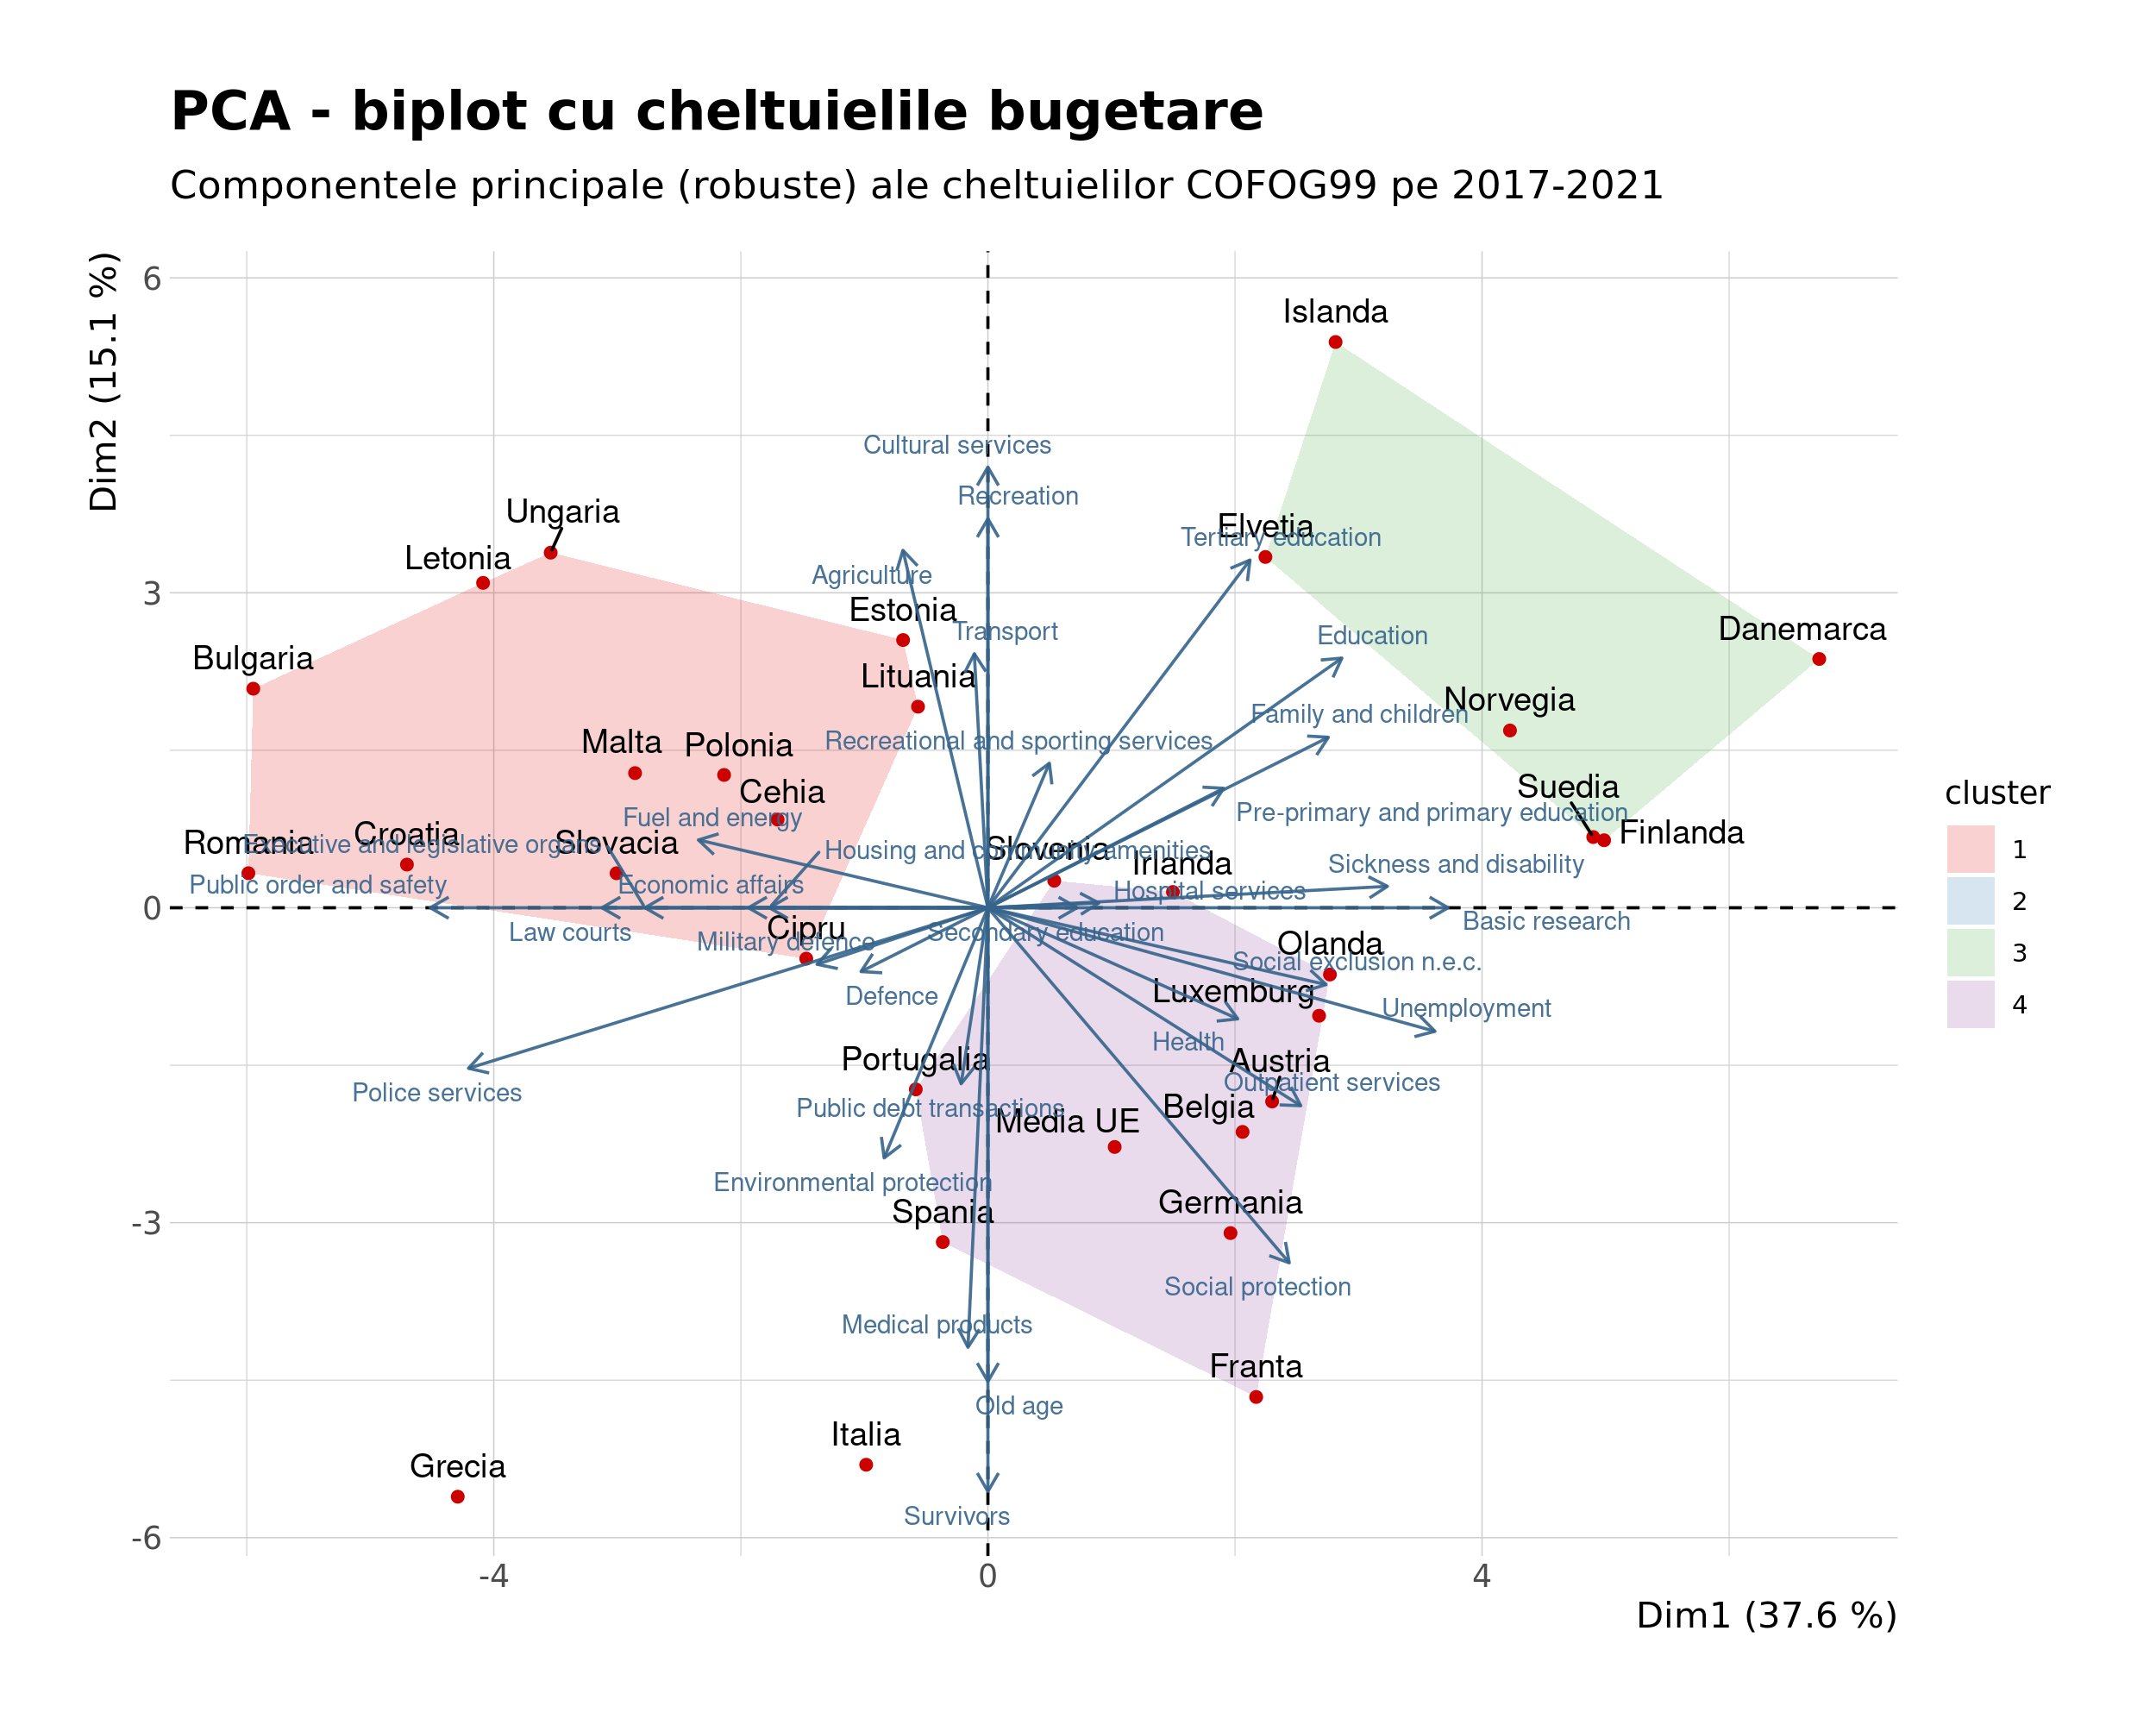 PCA - biplot cu cheltuielile bugetare
Componentele principale (robuste) ale cheltuielilor COFOG99 pe 2017-2021
Dim2 (15.1 %)
6
3
0
-3
-6
Islanda
Cultural services
Recreation
Ungaria
Elvetia
Tertiary education
Letonia
Agriculture
Estonia
Transport
Education
Danemarca
Bulgaria
Lituania
Norvegia
Family and children
Malta
Polonia
Recreational and sporting services
Cehia
Suedia
Fuel and energy
Pre-primary and primary education
Romania
Croatia
Executive and legislative organs
Slovacia
Housing and community amenities
Slovenia
Finlanda
Irlanda
Sickness and disability
Public order and safety
Economic affairs
Hospital services
Law courts
Cipru
Military defence
Secondary education
Basic research
Olanda
Social exclusion n.e.c.
Defence
Luxemburg
Unemployment
Health
Portugalia
Austria
Outpatient services
Police services
Public debt transactions
Media UE
Belgia
Environmental protection
Spania
Germania
Social protection
Medical products
Franta
Old age
Italia
Grecia
Survivors
-4
0
4
Dim1 (37.6 %)
cluster
1
2
3
4